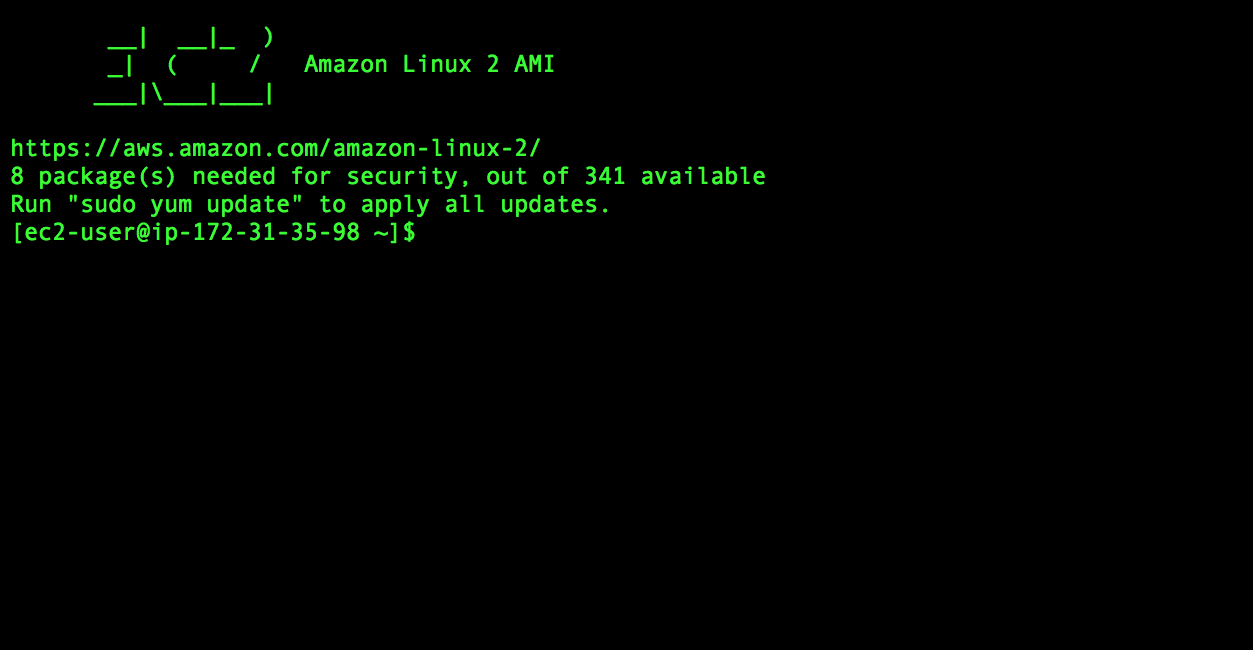 __|  __|_  )
       _|  (     /   Amazon Linux 2 AMI
      ___|\___|___|
https://aws.amazon.com/amazon-linux-2/
8 package(s) needed for security, out of 341 available
Run "sudo yum update" to apply all updates.
[ec2-user@ip-172-31-35-98 ~]$